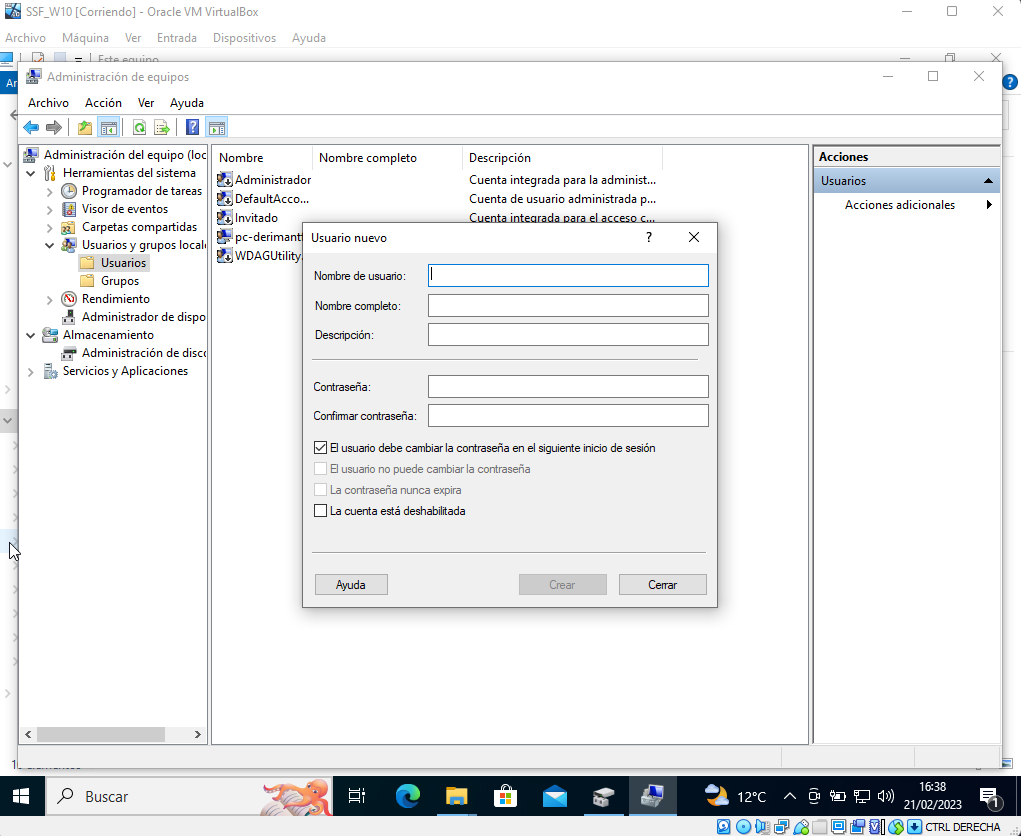 SSF_W10 [Corriendo] - Oracle VM VirtualBox
Archivo Máquina Ver Entrada Dispositivos Ayuda
Este equipo
Administración de equipos
Archivo Acción Ver Ayuda
Administración del equipo (loc
Herramientas del sistema
Programador de tareas
Visor de eventos
Carpetas compartidas
Usuarios y grupos locale
Usuarios
Grupos
Rendimiento
Administrador de dispo
Almacenamiento
Administración de disco
Servicios y Aplicaciones
Nombre Nombre completo Descripción
Administrador Cuenta integrada para la administ...
DefaultAcco... Cuenta de usuario administrada p...
Invitado Cuenta integrada para el acceso c...
pc-derimant
WDAGUtility.
Acciones
Usuarios
Acciones adicionales
Usuario nuevo
?
Nombre de usuario:
Nombre completo:
Descripción:
Contraseña:
Confirmar contraseña:
El usuario debe cambiar la contraseña en el siguiente inicio de sesión
El usuario no puede cambiar la contraseña
La contraseña nunca expira
La cuenta está deshabilitada
Ayuda Crear Cerrar
Buscar
12°C
16:38
21/02/2023
1
CTRL DERECHA